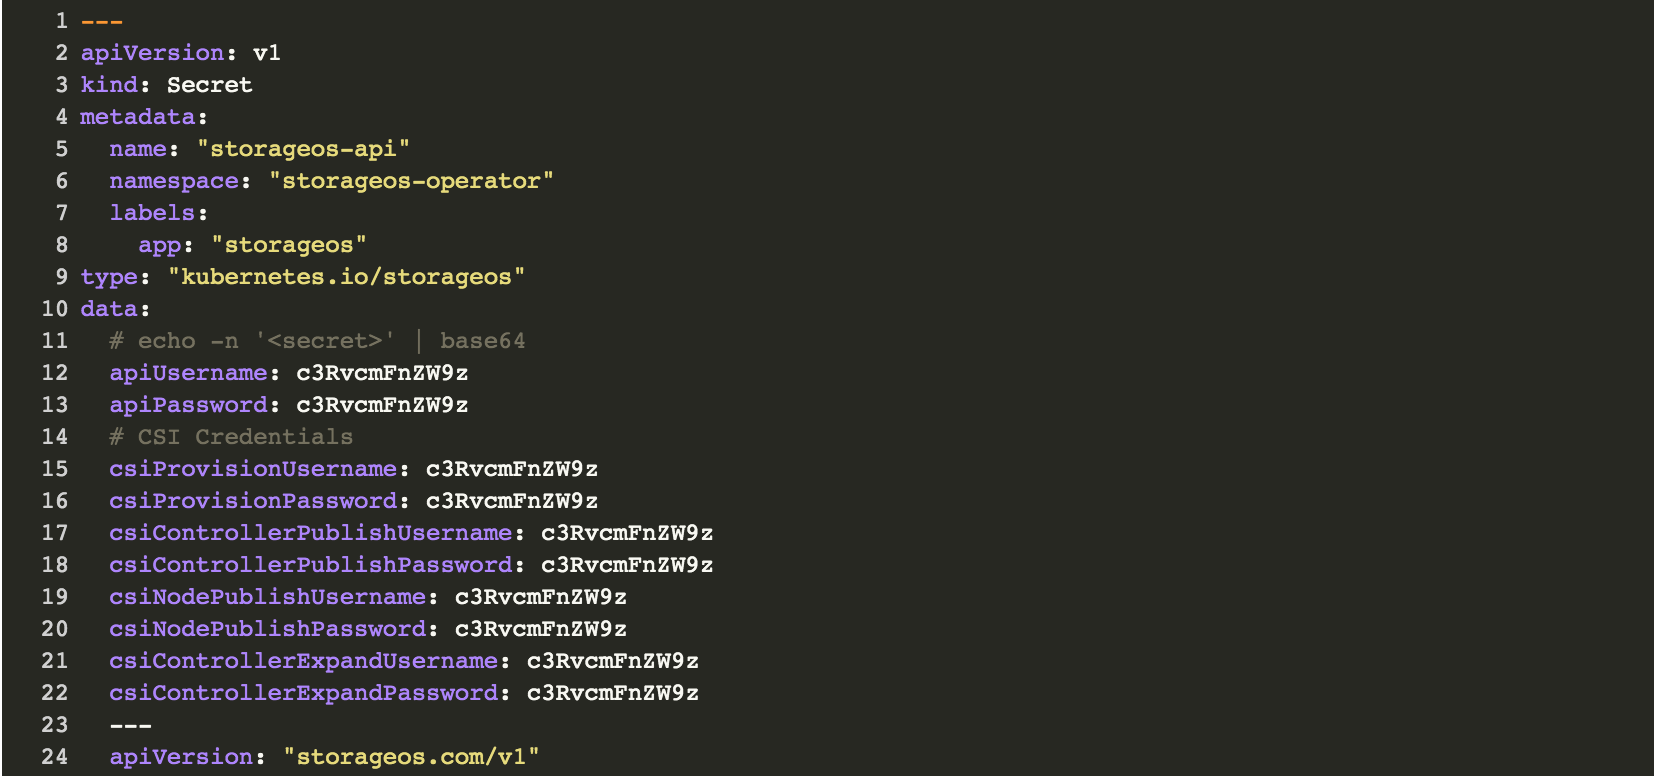 1 ---
2 apiVersion: v1
3 kind: Secret
4 metadata:
5   name: "storageos-api"
6   namespace: "storageos-operator"
7   labels:
8     app: "storageos"
9 type: "kubernetes.io/storageos"
10 data:
11   # echo -n '<secret>' | base64
12   apiUsername: c3RvcmFnZW9z
13   apiPassword: c3RvcmFnZW9z
14   # CSI Credentials
15   csiProvisionUsername: c3RvcmFnZW9z
16   csiProvisionPassword: c3RvcmFnZW9z
17   csiControllerPublishUsername: c3RvcmFnZW9z
18   csiControllerPublishPassword: c3RvcmFnZW9z
19   csiNodePublishUsername: c3RvcmFnZW9z
20   csiNodePublishPassword: c3RvcmFnZW9z
21   csiControllerExpandUsername: c3RvcmFnZW9z
22   csiControllerExpandPassword: c3RvcmFnZW9z
23   ---
24   apiVersion: "storageos.com/v1"